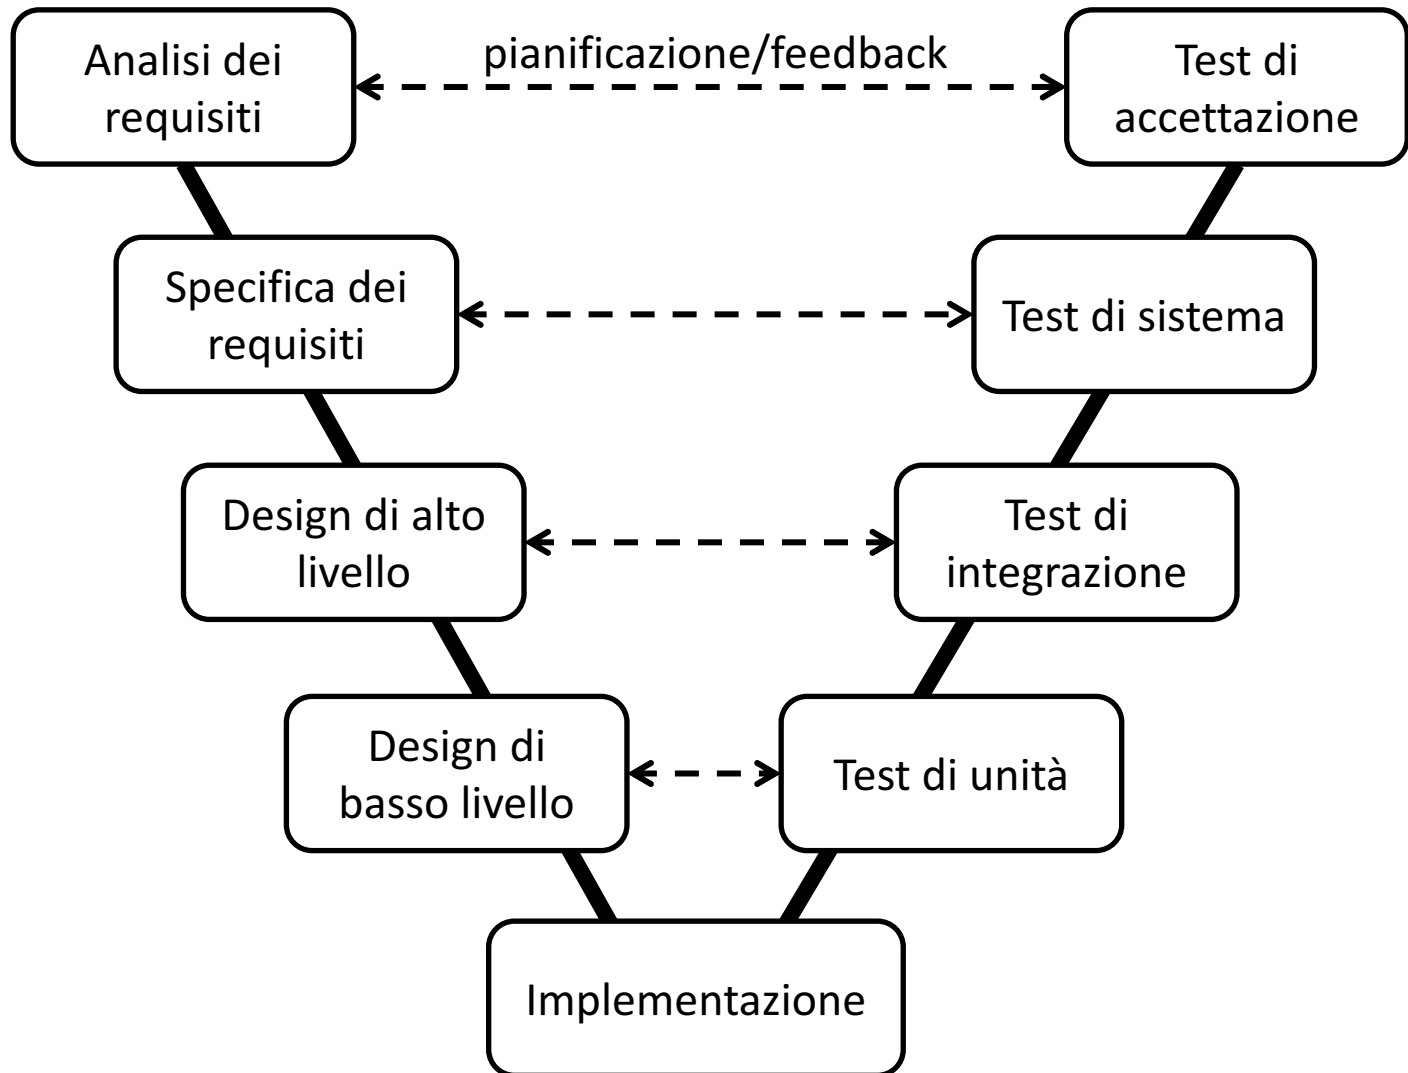 Analisi dei
requisiti
pianificazione/feedback
Test di
accettazione
Specifica dei
requisiti
Test di sistema
Design di alto
livello
Test di
integrazione
Design di
basso livello
Test di unità
Implementazione